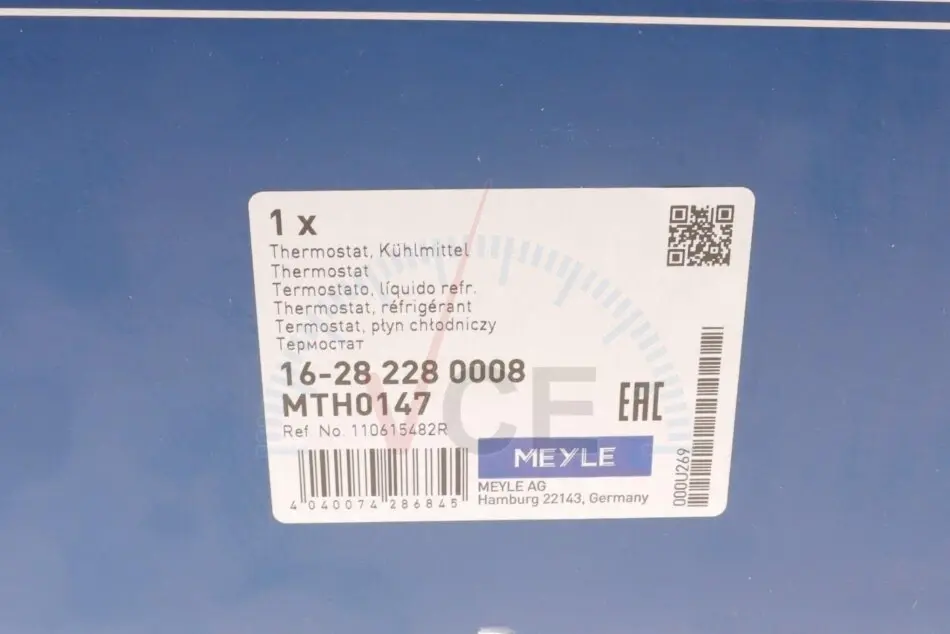 1 x
Thermostat, Kühlmittel
Thermostat
Termostato, líquido refr.
Thermostat, réfrigérant
Termostat, płyn chłodniczy
Термостат
16-28 228 0008
MTH0147
Ref. No. 110615482R
EAC
MEYLE
MEYLE AG
Hamburg 22143, Germany
4 040074 286845
000U269
VCE